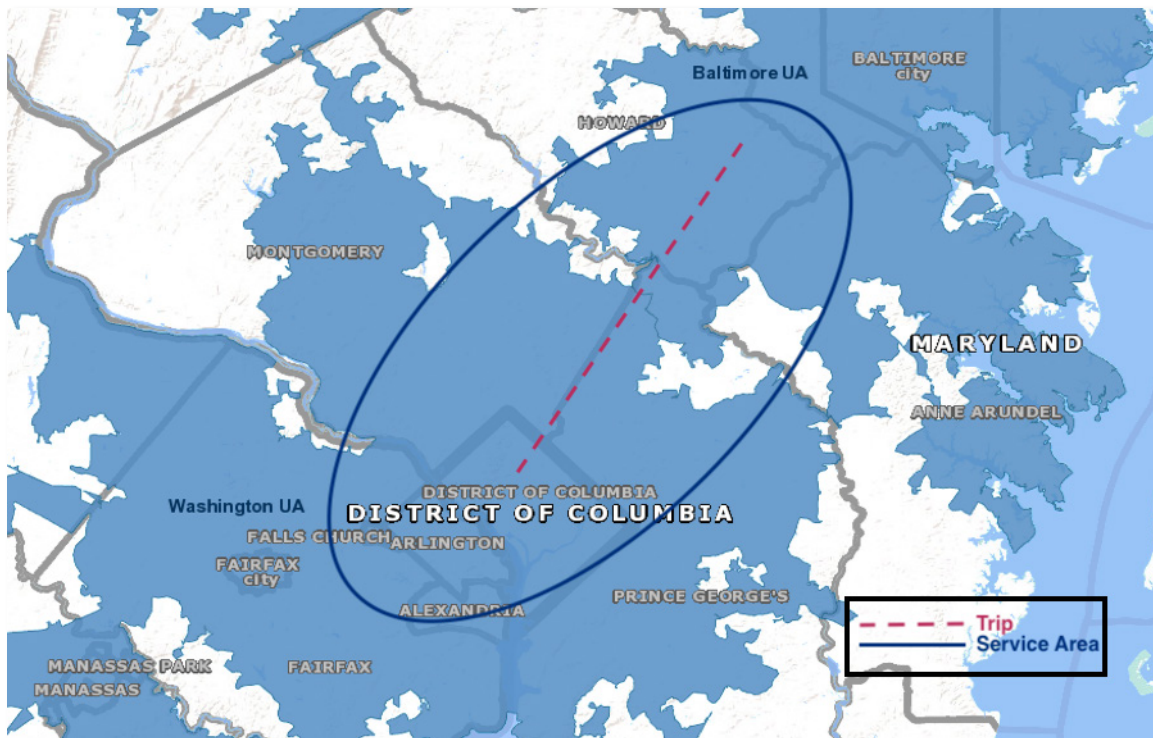 Baltimore UA
BALTIMORE
city
HOWARD
MONTGOMERY
MARYLAND
ANNE ARUNDEL
DISTRICT OF COLUMBIA
Washington UA
DISTRICT OF COLUMBIA
FALLS CHURCH
ARLINGTON
FAIRFAX
city
PRINCE GEORGE'S
ALEXANDRIA
Trip
Service Area
MANASSAS PARK
FAIRFAX
MANASSAS